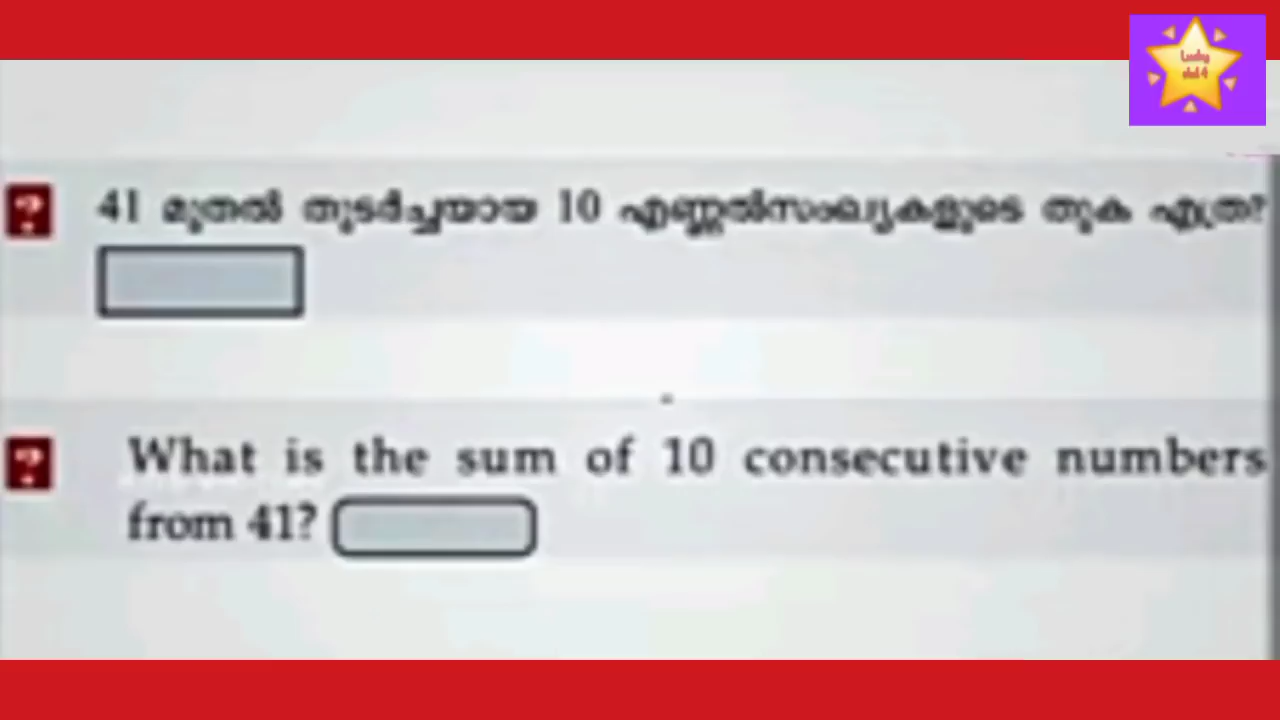 ? 41 മുതൽ തുടർച്ചയായ 10 എണ്ണൽസംഖ്യകളുടെ തുക എത്ര?
? What is the sum of 10 consecutive numbers
from 41?